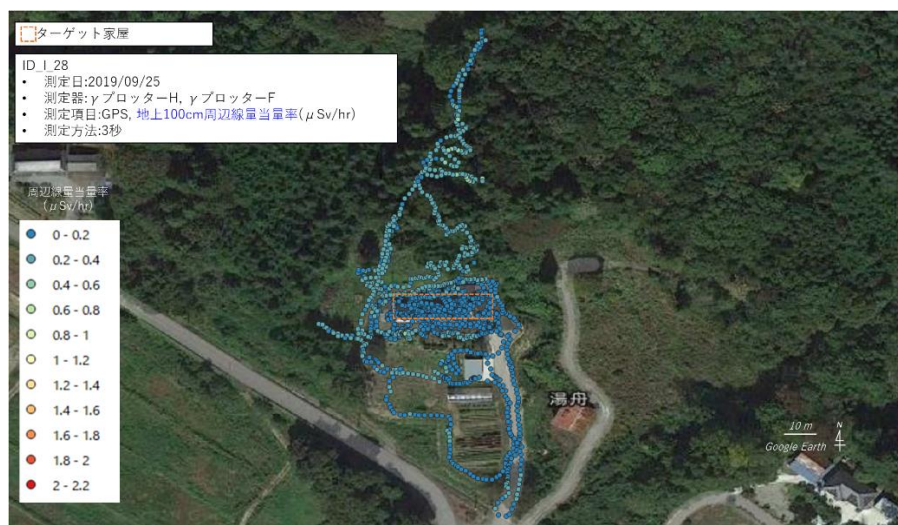 ターゲット家屋
ID_I_28
• 測定日:2019/09/25
• 測定器:γプロッターH, γプロッターF
• 測定項目:GPS, 地上100cm周辺線量当量率(μSv/hr)
• 測定方法:3秒
周辺線量当量率
(μSv/hr)
0 - 0.2
0.2 - 0.4
0.4 - 0.6
0.6 - 0.8
0.8 - 1
1 - 1.2
1.2 - 1.4
1.4 - 1.6
1.6 - 1.8
1.8 - 2
2 - 2.2
湯舟
10 m
N
Google Earth